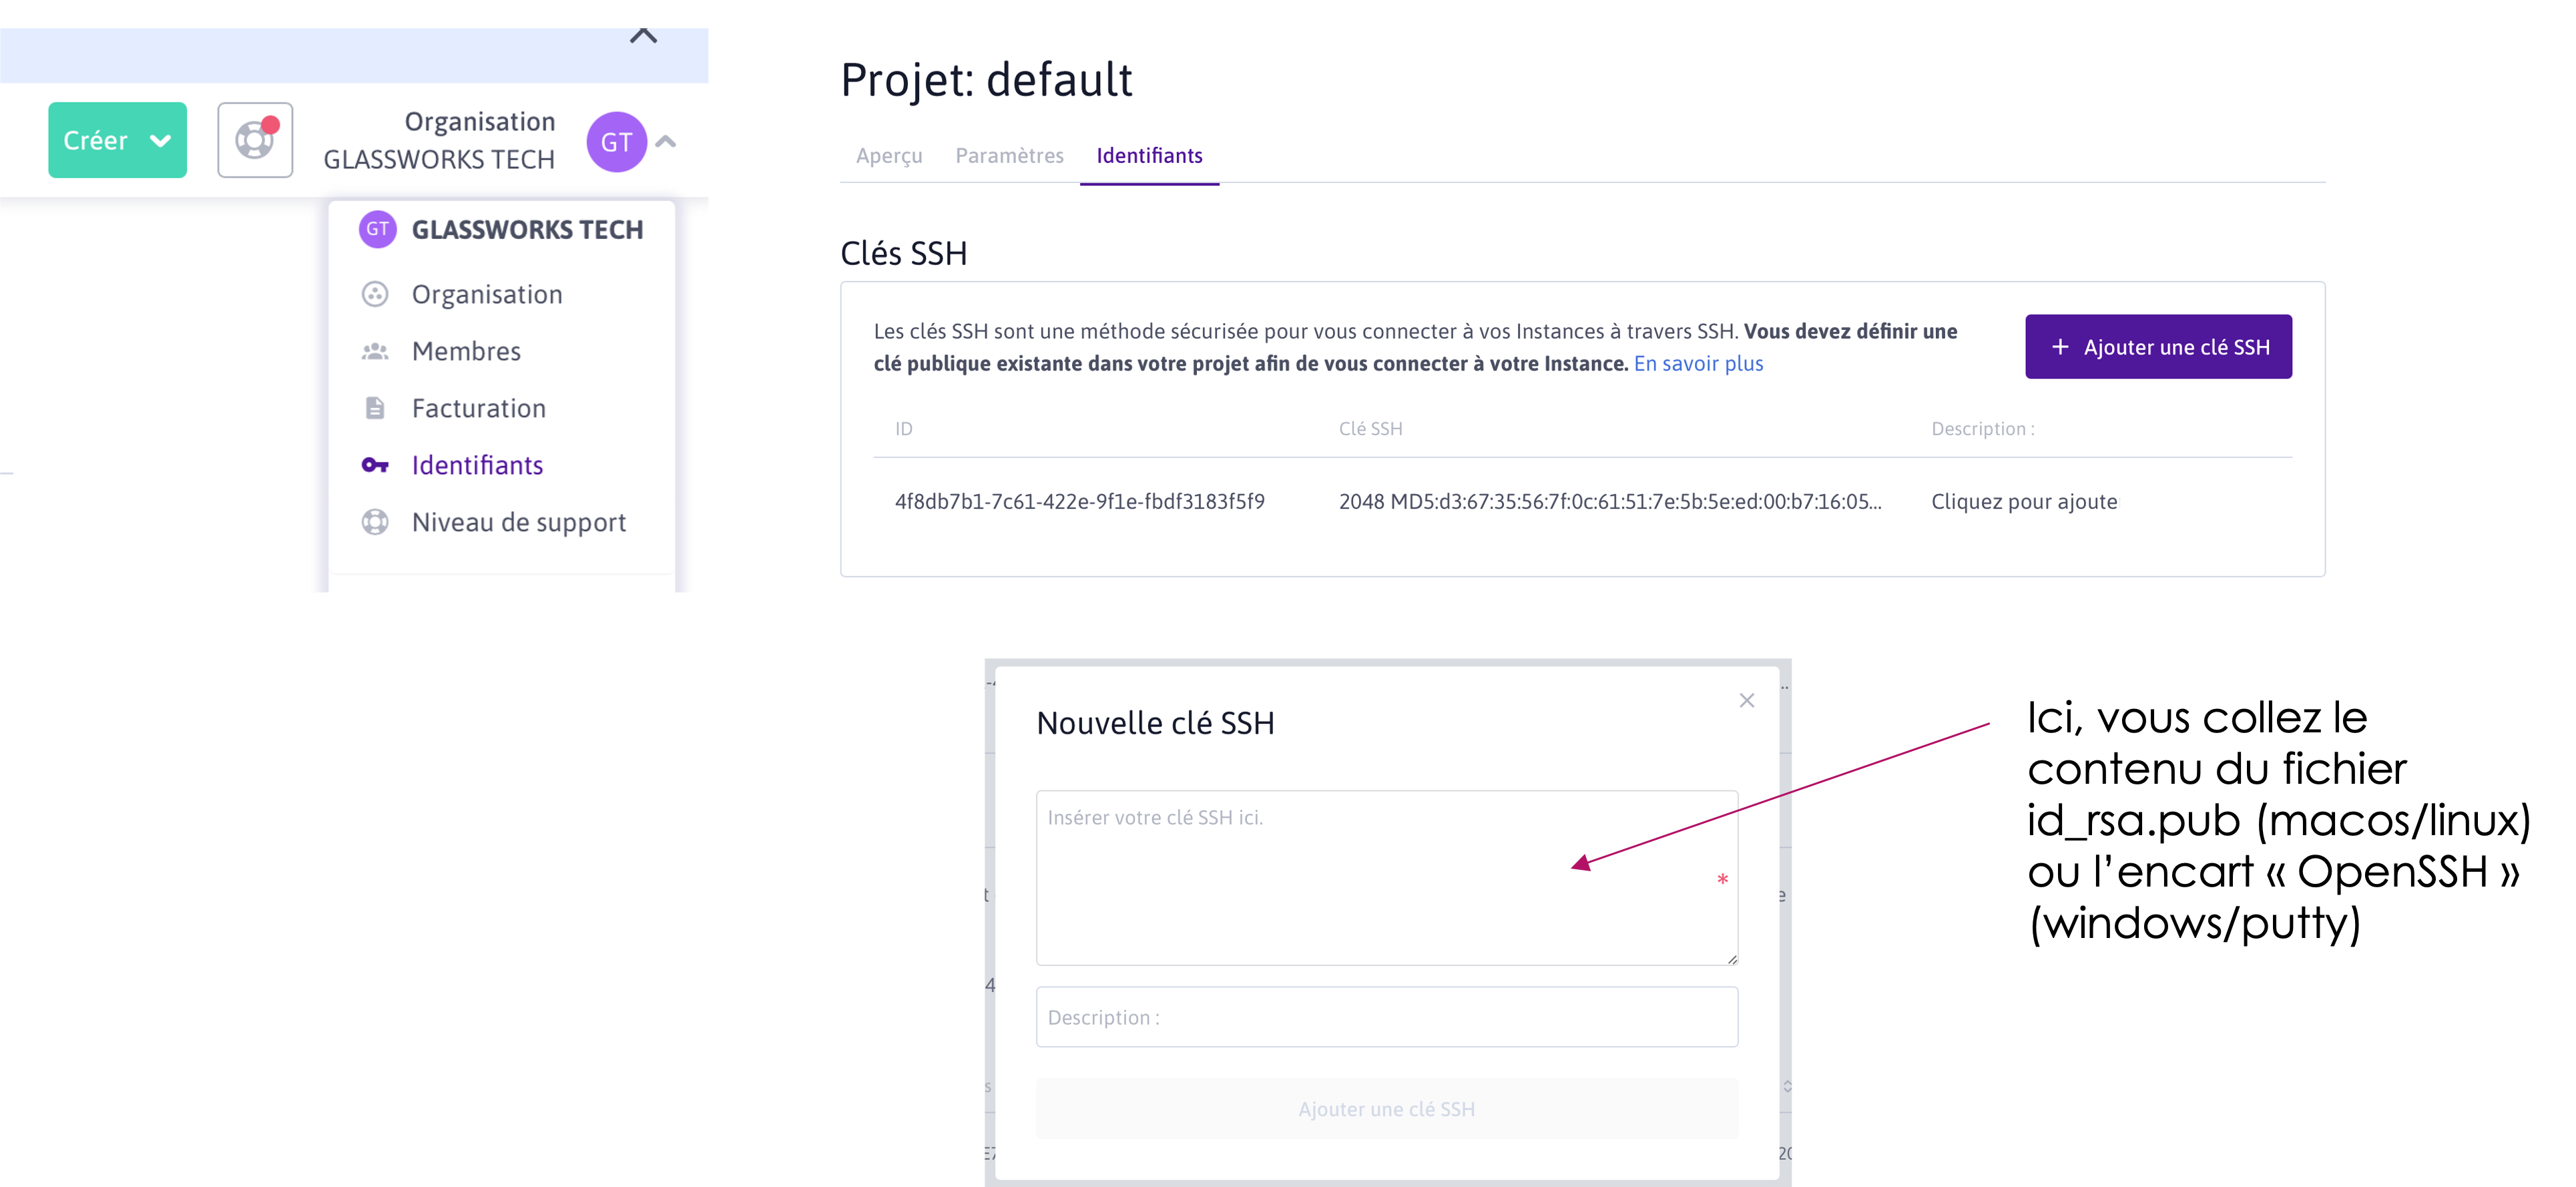 Créer
Organisation
GLASSWORKS TECH
GT
GT GLASSWORKS TECH
Organisation
Membres
Facturation
Identifiants
Niveau de support
Projet: default
Aperçu Paramètres Identifiants
Clés SSH
Les clés SSH sont une méthode sécurisée pour vous connecter à vos Instances à travers SSH. Vous devez définir une
clé publique existante dans votre projet afin de vous connecter à votre Instance. En savoir plus
+ Ajouter une clé SSH
ID Clé SSH Description :
4f8db7b1-7c61-422e-9f1e-fbdf3183f5f9 2048 MD5:d3:67:35:56:7f:0c:61:51:7e:5b:5e:ed:00:b7:16:05... Cliquez pour ajoute
Nouvelle clé SSH
Insérer votre clé SSH ici.
*
Description :
Ajouter une clé SSH
Ici, vous collez le
contenu du fichier
id_rsa.pub (macos/linux)
ou l’encart « OpenSSH »
(windows/putty)